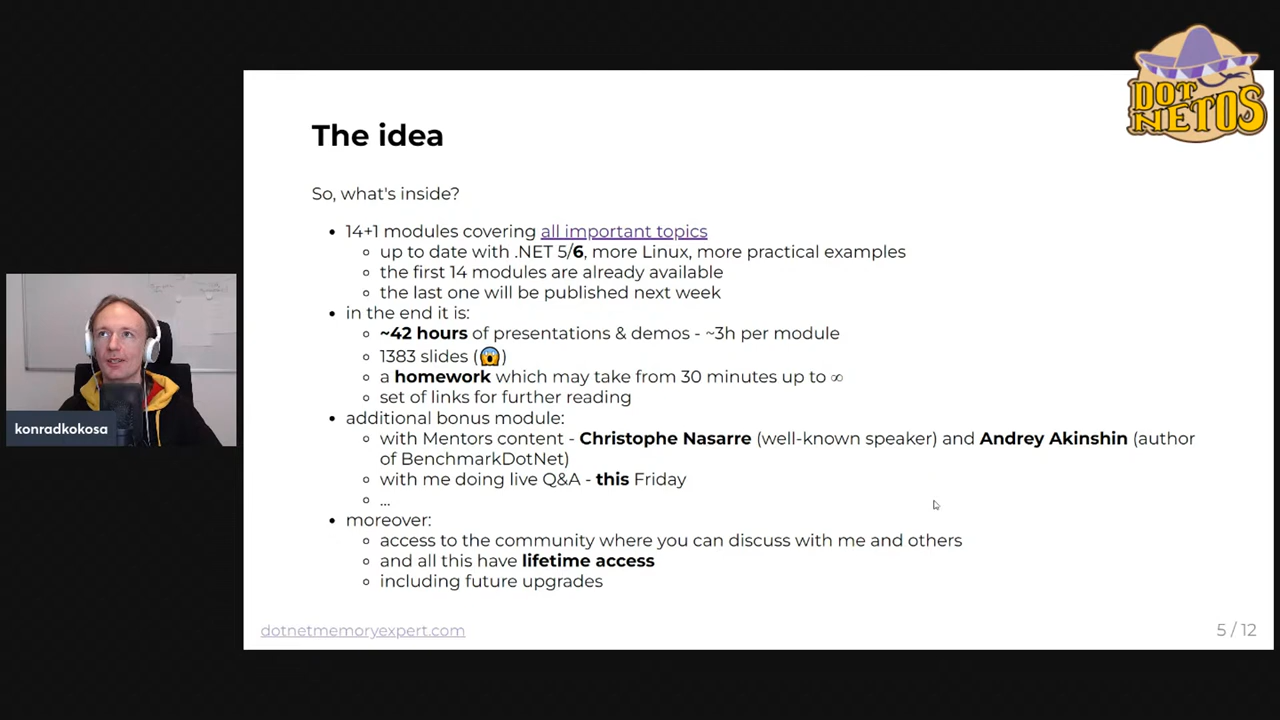 DOT
NETOS
The idea
So, what's inside?
14+1 modules covering all important topics
up to date with .NET 5/6, more Linux, more practical examples
the first 14 modules are already available
the last one will be published next week
in the end it is:
~42 hours of presentations & demos - ~3h per module
1383 slides (😱)
a homework which may take from 30 minutes up to ∞
set of links for further reading
additional bonus module:
with Mentors content - Christophe Nasarre (well-known speaker) and Andrey Akinshin (author
of BenchmarkDotNet)
with me doing live Q&A - this Friday
...
moreover:
access to the community where you can discuss with me and others
and all this have lifetime access
including future upgrades
konradkokosa
dotnetmemoryexpert.com
5 / 12